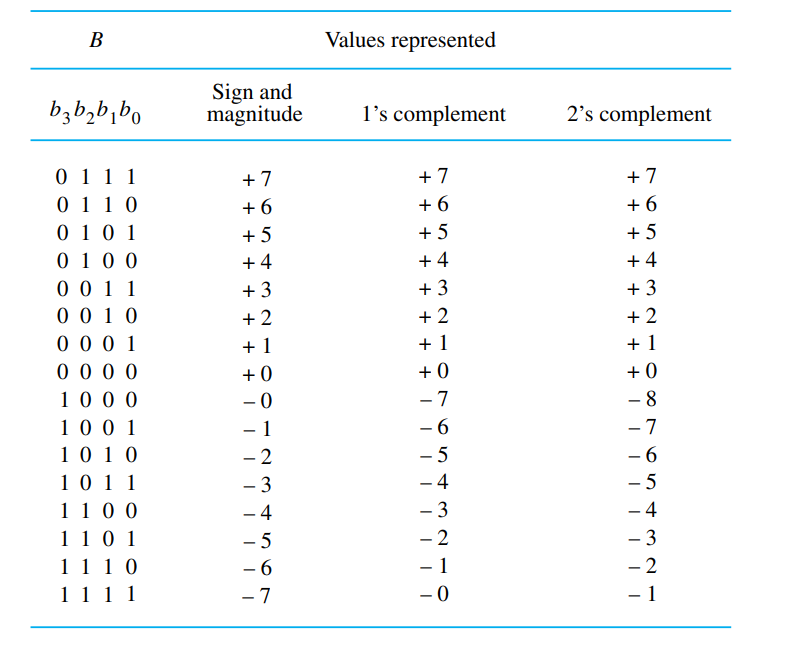 B Values represented
b3b2b1b0 Sign and magnitude 1’s complement 2’s complement
0 1 1 1 + 7 + 7 + 7
0 1 1 0 + 6 + 6 + 6
0 1 0 1 + 5 + 5 + 5
0 1 0 0 + 4 + 4 + 4
0 0 1 1 + 3 + 3 + 3
0 0 1 0 + 2 + 2 + 2
0 0 0 1 + 1 + 1 + 1
0 0 0 0 + 0 + 0 + 0
1 0 0 0 – 0 – 7 – 8
1 0 0 1 – 1 – 6 – 7
1 0 1 0 – 2 – 5 – 6
1 0 1 1 – 3 – 4 – 5
1 1 0 0 – 4 – 3 – 4
1 1 0 1 – 5 – 2 – 3
1 1 1 0 – 6 – 1 – 2
1 1 1 1 – 7 – 0 – 1